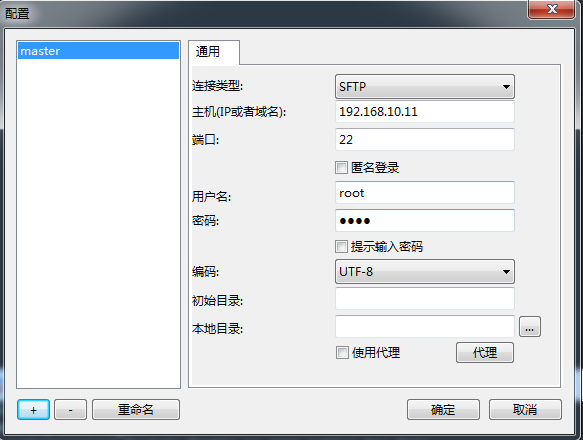 配置
master
通用
连接类型: SFTP
主机(IP或者域名): 192.168.10.11
端口: 22
匿名登录
用户名: root
密码: ●●●●
提示输入密码
编码: UTF-8
初始目录:
本地目录: ...
使用代理 代理
+ - 重命名 确定 取消